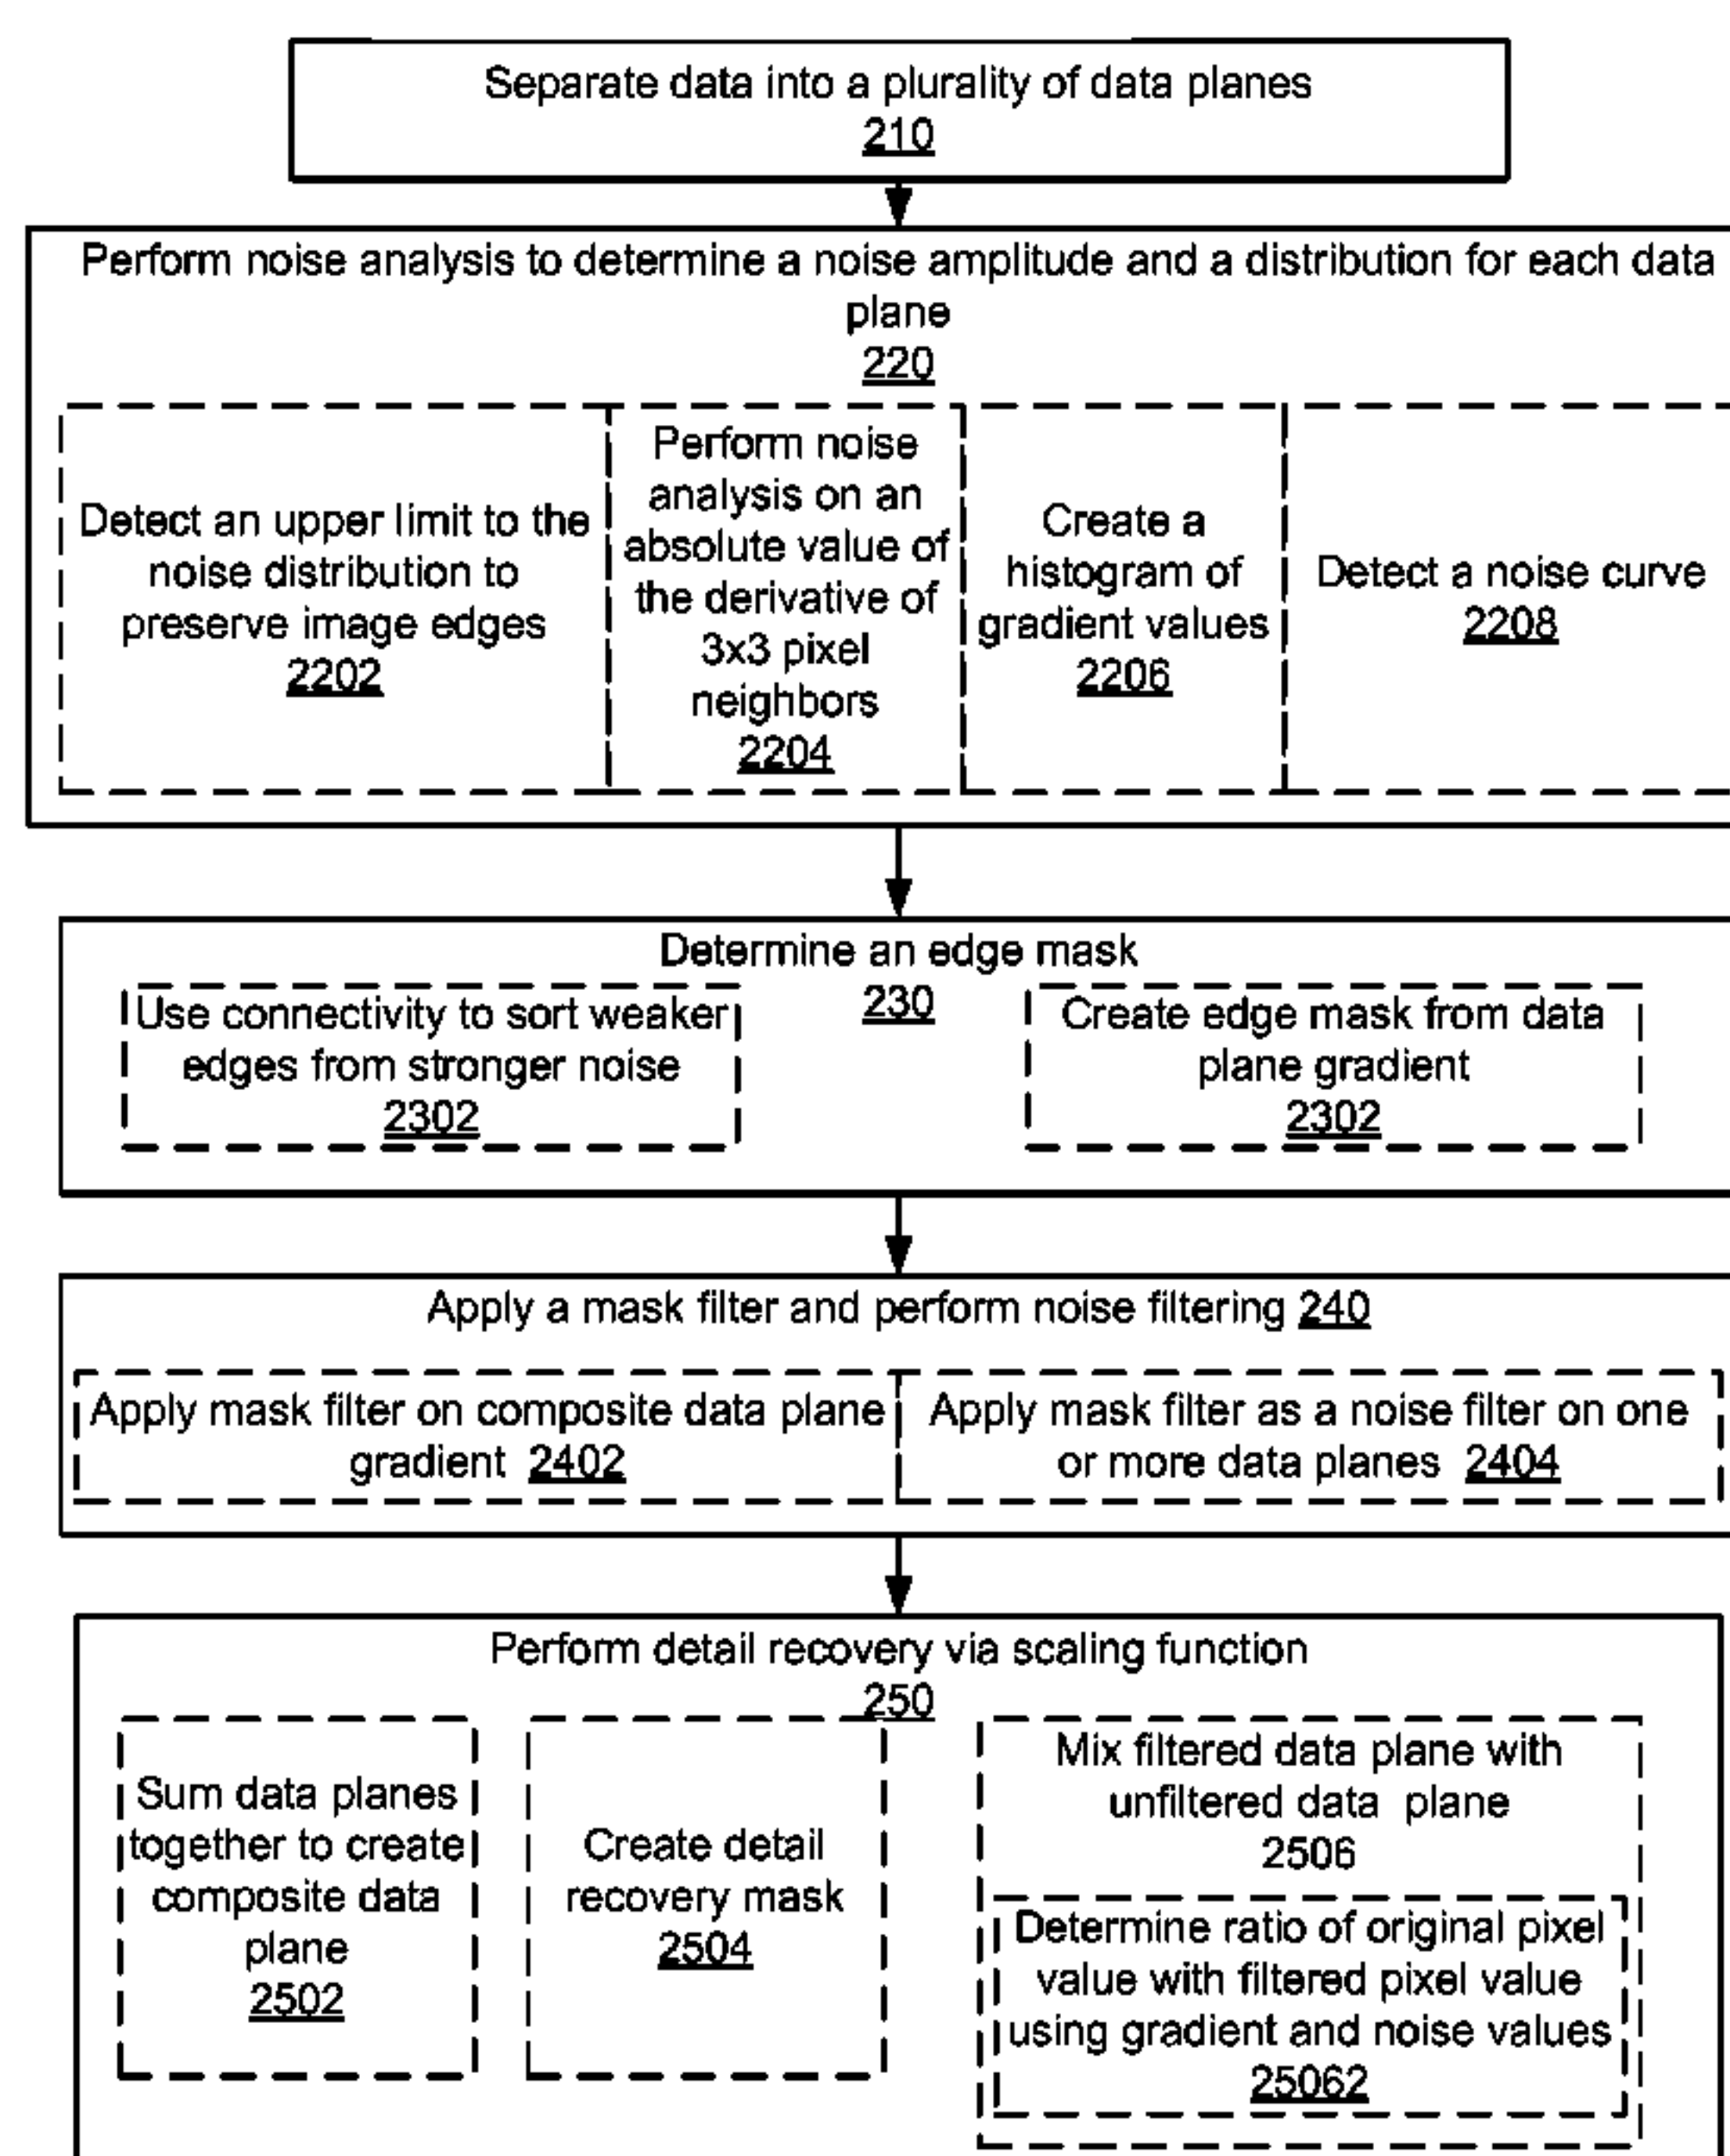 Separate data into a plurality of data planes
210
Perform noise analysis to determine a noise amplitude and a distribution for each data
plane
220
Detect an upper limit to the
noise distribution to
preserve image edges
2202
Perform noise
analysis on an
absolute value of
the derivative of
3x3 pixel
neighbors
2204
Create a
histogram of
gradient values
2206
Detect a noise curve
2208
Determine an edge mask
230
Use connectivity to sort weaker
edges from stronger noise
2302
Create edge mask from data
plane gradient
2302
Apply a mask filter and perform noise filtering 240
Apply mask filter on composite data plane
gradient 2402
Apply mask filter as a noise filter on one
or more data planes 2404
Perform detail recovery via scaling function
250
Sum data planes
together to create
composite data
plane
2502
Create detail
recovery mask
2504
Mix filtered data plane with
unfiltered data plane
2506
Determine ratio of original pixel
value with filtered pixel value
using gradient and noise values
25062